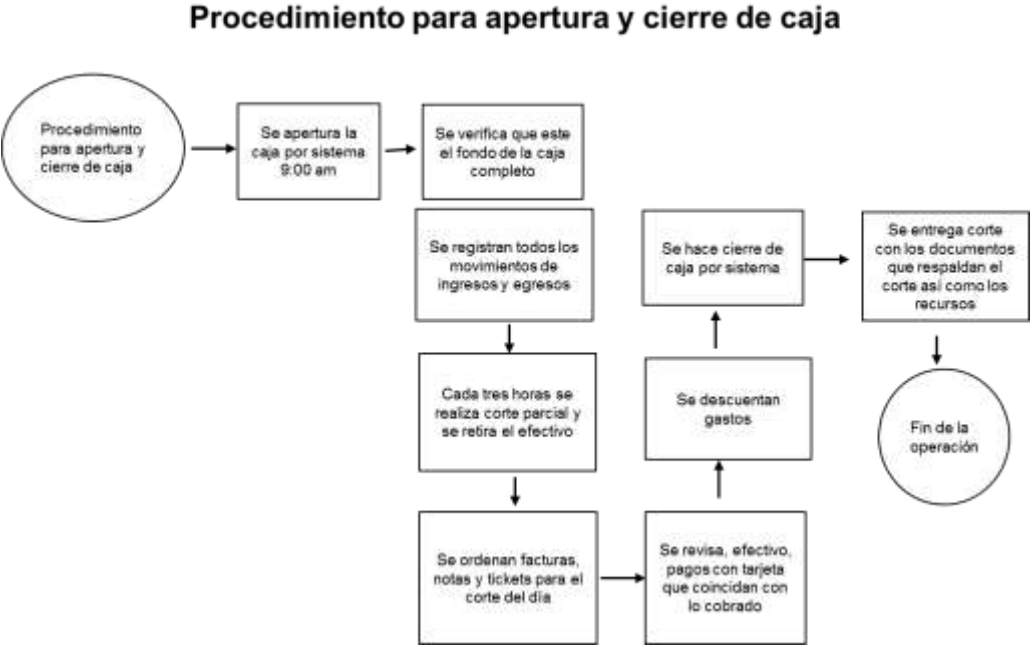 Procedimiento para apertura y cierre de caja
Procedimiento
para apertura y
cierre de caja
Se apertura la
caja por sistema
9:00 am
Se verifica que este
el fondo de la caja
completo
Se registran todos los
movimientos de
ingresos y egresos
Cada tres horas se
realiza corte parcial y
se retira el efectivo
Se ordenan facturas,
notas y tickets para el
corte del día
Se revisa, efectivo,
pagos con tarjeta
que coincidan con
lo cobrado
Se descuentan
gastos
Se hace cierre de
caja por sistema
Se entrega corte
con los documentos
que respaldan el
corte así como los
recursos
Fin de la
operación